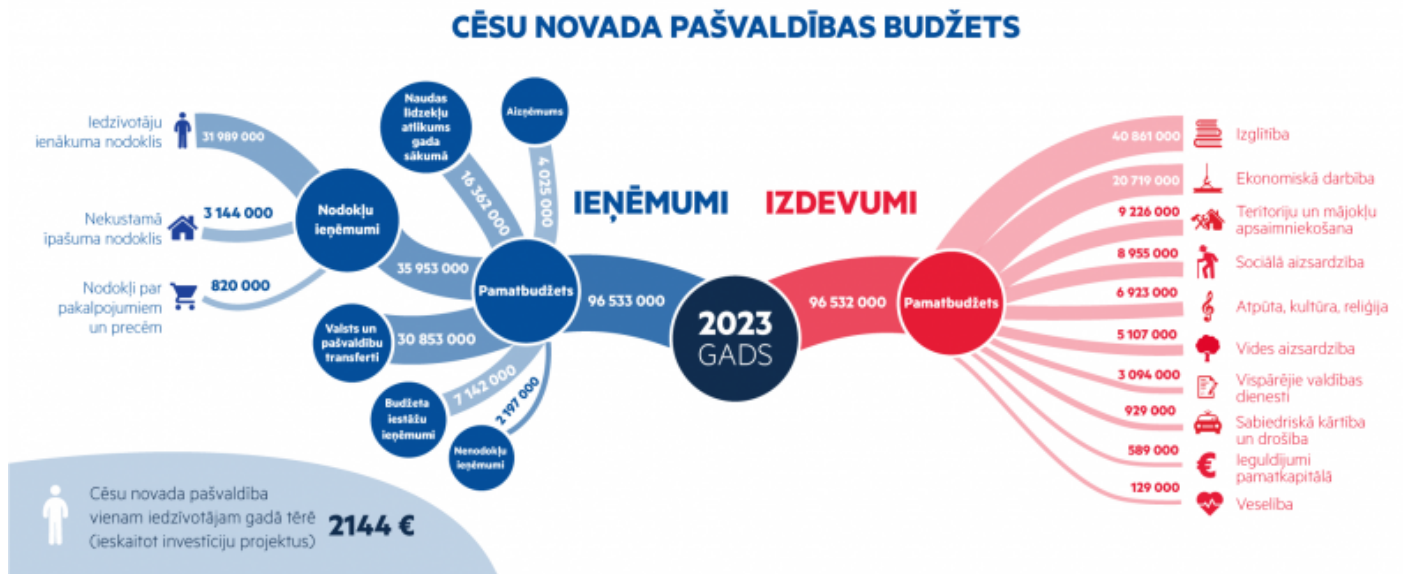 CĒSU NOVADA PAŠVALDĪBAS BUDŽETS
Iedzīvotāju
ienākuma nodoklis
31 989 000
Nekustamā
īpašuma nodoklis
3 144 000
Nodokļi par
pakalpojumiem
un precēm
820 000
Nodokļu
ieņēmumi
35 953 000
Naudas
līdzekļu
atlikums
gada
sākumā
16 362 000
Aizņēmums
4 025 000
Valsts un
pašvaldību
transferti
30 853 000
Budžeta
iestāžu
ieņēmumi
7 142 000
Nenodokļu
ieņēmumi
2 197 000
Pamatbudžets
IEŅĒMUMI
96 533 000
2023
GADS
IZDEVUMI
96 532 000
Pamatbudžets
40 861 000
Izglītība
20 719 000
Ekonomiskā darbība
9 226 000
Teritoriju un mājokļu
apsaimniekošana
8 955 000
Sociālā aizsardzība
6 923 000
Atpūta, kultūra, reliģija
5 107 000
Vides aizsardzība
3 094 000
Vispārējie valdības
dienesti
929 000
Sabiedriskā kārtība
un drošība
589 000
Ieguldījumi
pamatkapitālā
129 000
Veselība
Cēsu novada pašvaldība
vienam iedzīvotājam gadā tērē
(ieskaitot investīciju projektus)
2144 €